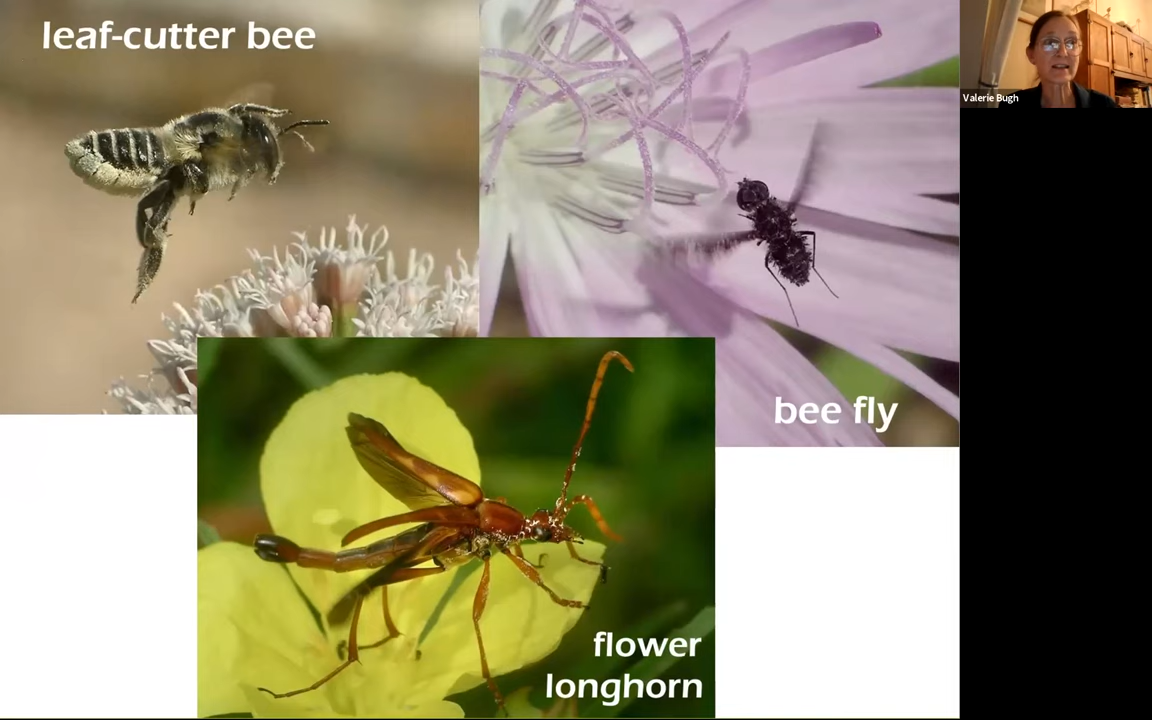 leaf-cutter bee
Valerie Bugh
bee fly
flower
longhorn